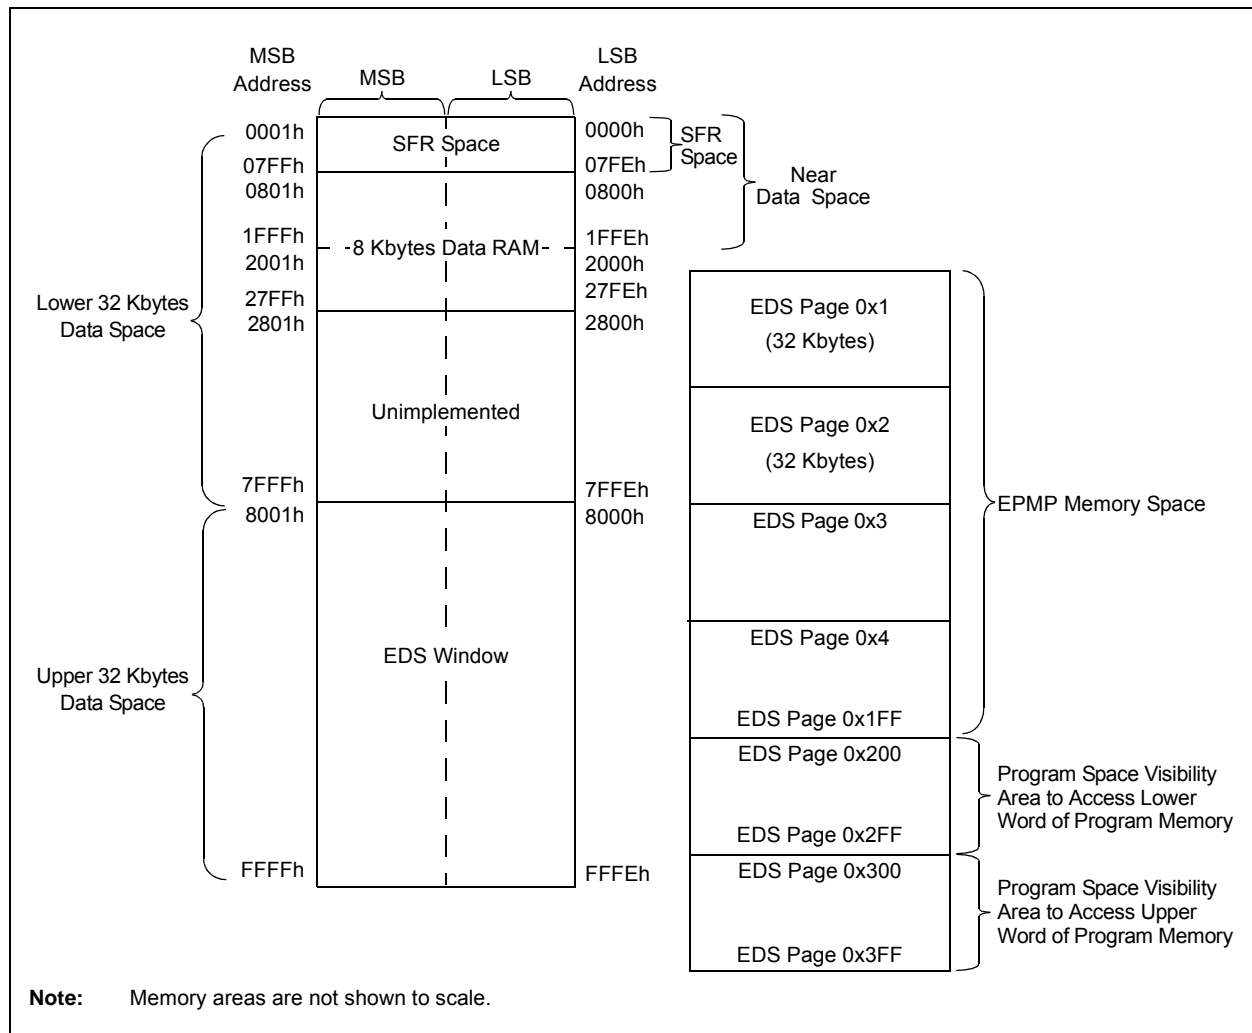 MSB
Address
MSB
LSB
LSB
Address
0001h
SFR Space
0000h
SFR
Space
07FFh
07FEh
0801h
0800h
Near
Data Space
1FFFh
8 Kbytes Data RAM
1FFEh
2001h
2000h
27FFh
27FEh
2801h
2800h
Lower 32 Kbytes
Data Space
Unimplemented
7FFFh
7FFEh
8001h
8000h
EDS Window
Upper 32 Kbytes
Data Space
FFFFh
FFFEh
EDS Page 0x1
(32 Kbytes)
EDS Page 0x2
(32 Kbytes)
EDS Page 0x3
EDS Page 0x4
EDS Page 0x1FF
EPMP Memory Space
EDS Page 0x200
EDS Page 0x2FF
Program Space Visibility
Area to Access Lower
Word of Program Memory
EDS Page 0x300
EDS Page 0x3FF
Program Space Visibility
Area to Access Upper
Word of Program Memory
Note: Memory areas are not shown to scale.